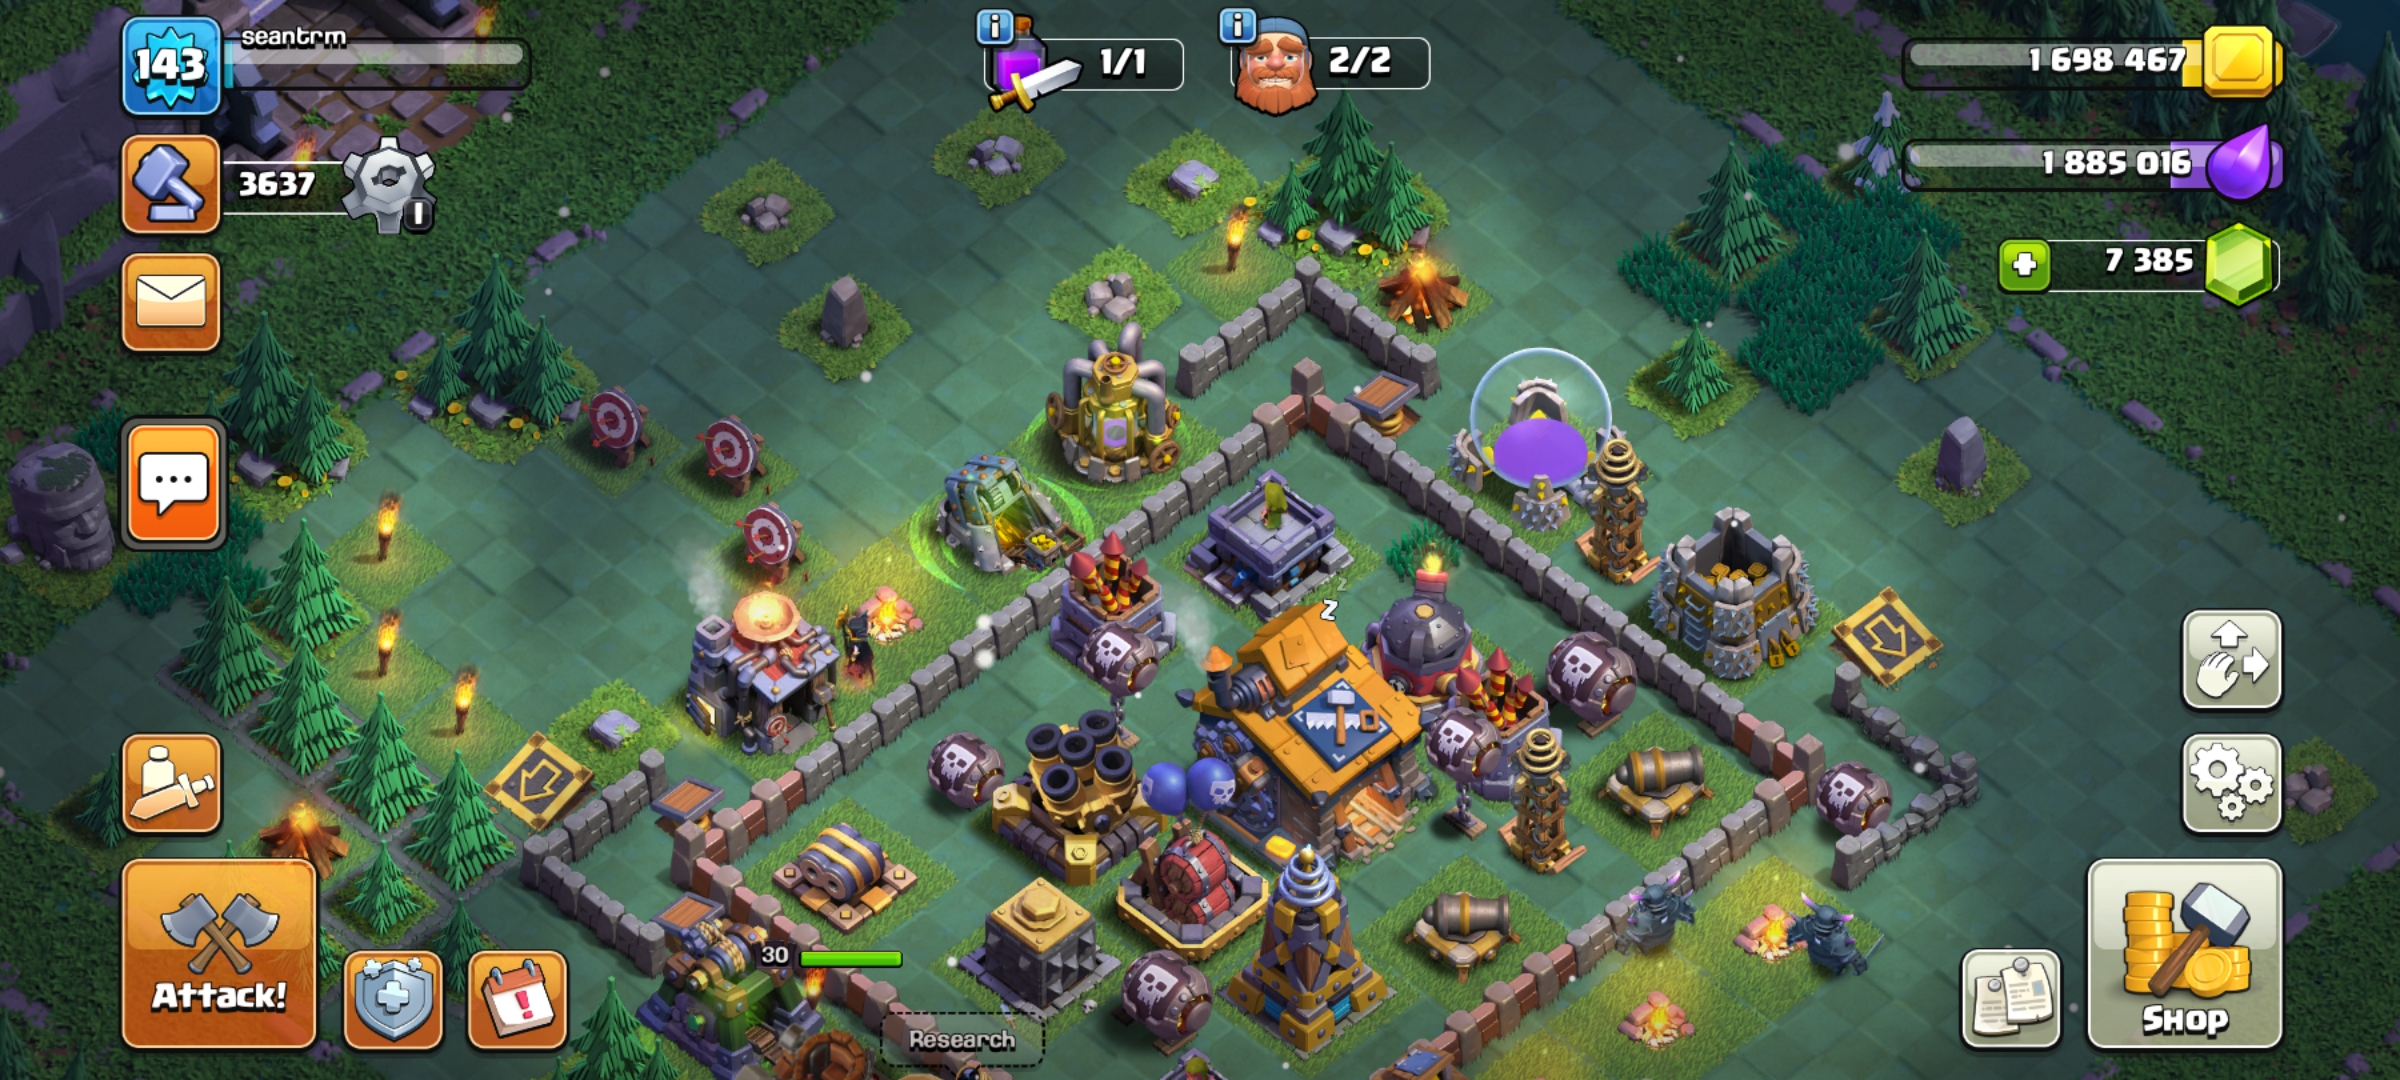 143
seantrm
i
1/1
i
2/2
1 698 467
3637
I
1 885 016
7 385
z
z
30
Attack!
Research
Shop